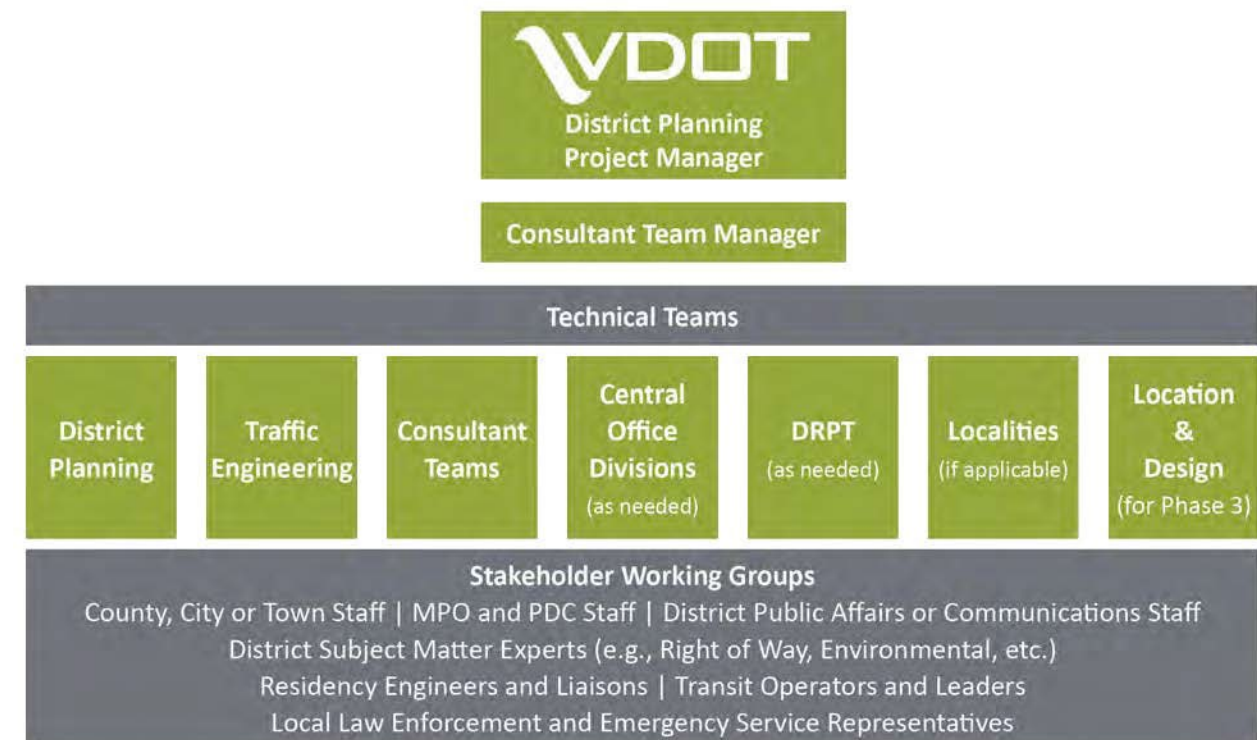 VDOT
District Planning
Project Manager
Consultant Team Manager
Technical Teams
District
Planning
Traffic
Engineering
Consultant
Teams
Central
Office
Divisions
(as needed)
DRPT
(as needed)
Localities
(if applicable)
Location
&
Design
(for Phase 3)
Stakeholder Working Groups
County, City or Town Staff | MPO and PDC Staff | District Public Affairs or Communications Staff
District Subject Matter Experts (e.g., Right of Way, Environmental, etc.)
Residency Engineers and Liaisons | Transit Operators and Leaders
Local Law Enforcement and Emergency Service Representatives